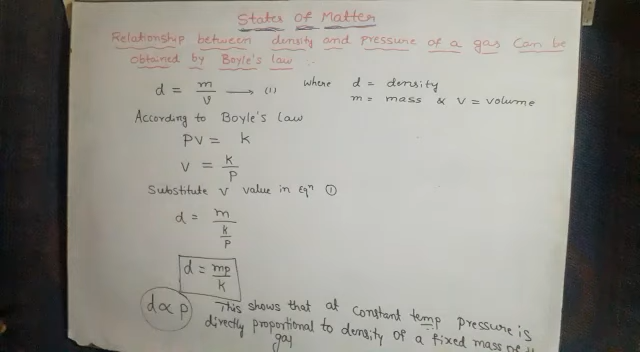 States of Matter
Relationship between density and pressure of a gas can be
obtained by Boyle's law
d = m/V → (1) where d = density
m = mass & V = volume
According to Boyle's law
PV = k
V = k/P
Substitute V value in Eqⁿ ①
d = m/(k/P)
d = mp/k
d ∝ P This shows that at constant temp pressure is
directly proportional to density of a fixed mass of
gas